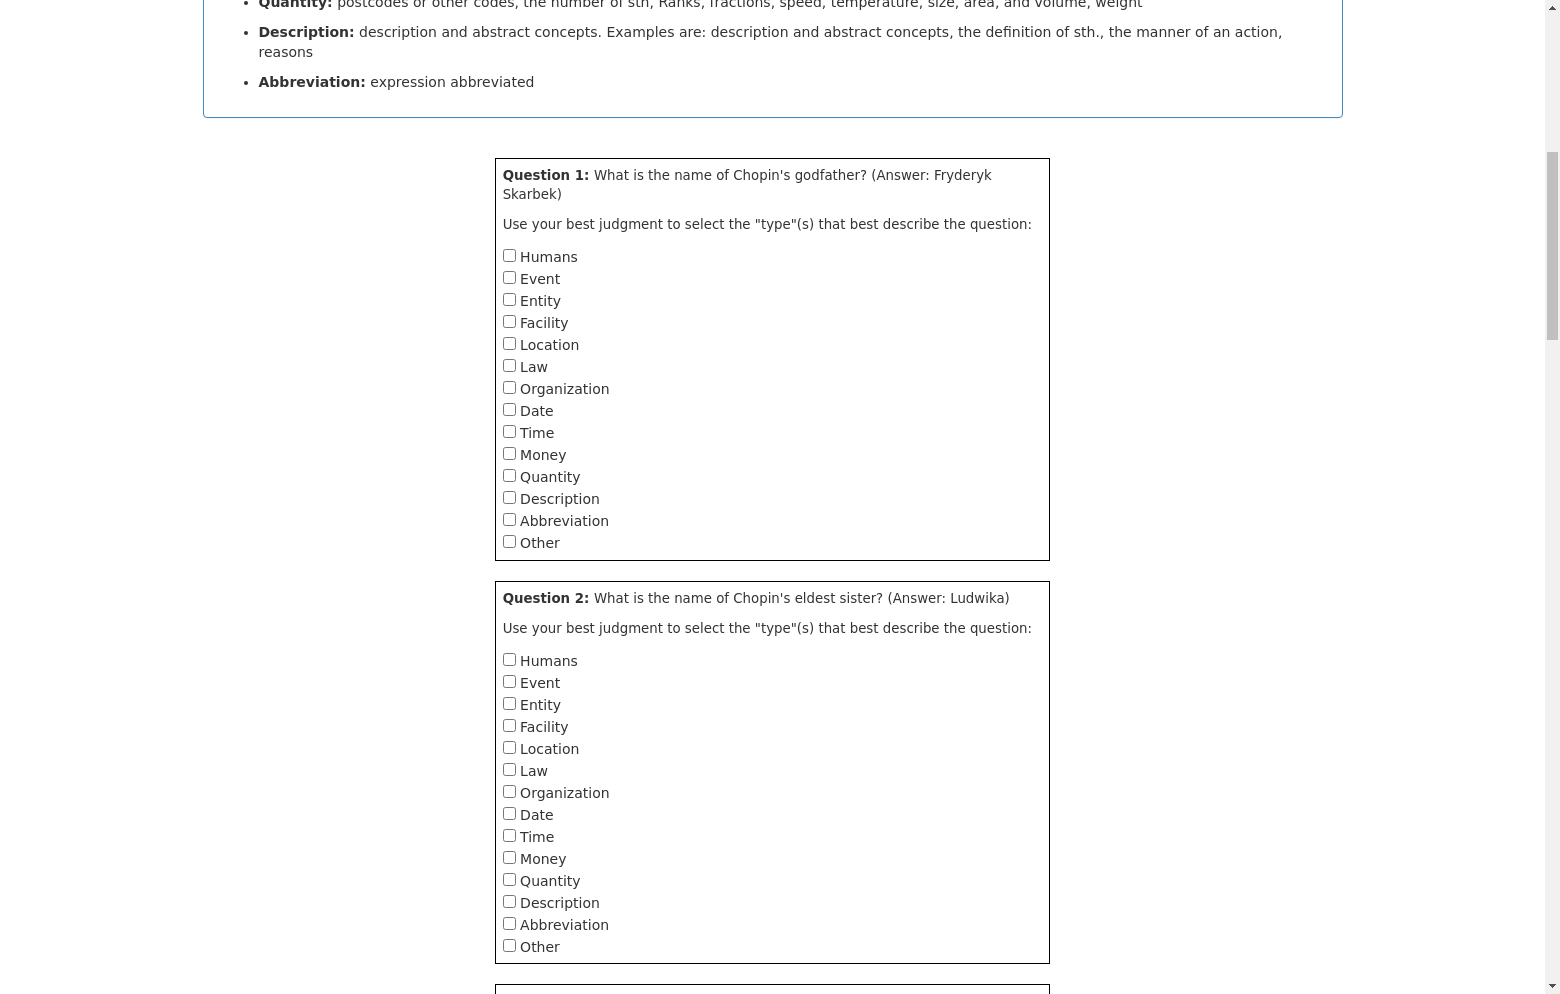 Quantity: postcodes or other codes, the number of sth, Ranks, fractions, speed, temperature, size, area, and volume, weight
Description: description and abstract concepts. Examples are: description and abstract concepts, the definition of sth., the manner of an action,
reasons
Abbreviation: expression abbreviated
Question 1: What is the name of Chopin's godfather? (Answer: Fryderyk
Skarbek)
Use your best judgment to select the "type"(s) that best describe the question:
Humans
Event
Entity
Facility
Location
Law
Organization
Date
Time
Money
Quantity
Description
Abbreviation
Other
Question 2: What is the name of Chopin's eldest sister? (Answer: Ludwika)
Use your best judgment to select the "type"(s) that best describe the question:
Humans
Event
Entity
Facility
Location
Law
Organization
Date
Time
Money
Quantity
Description
Abbreviation
Other